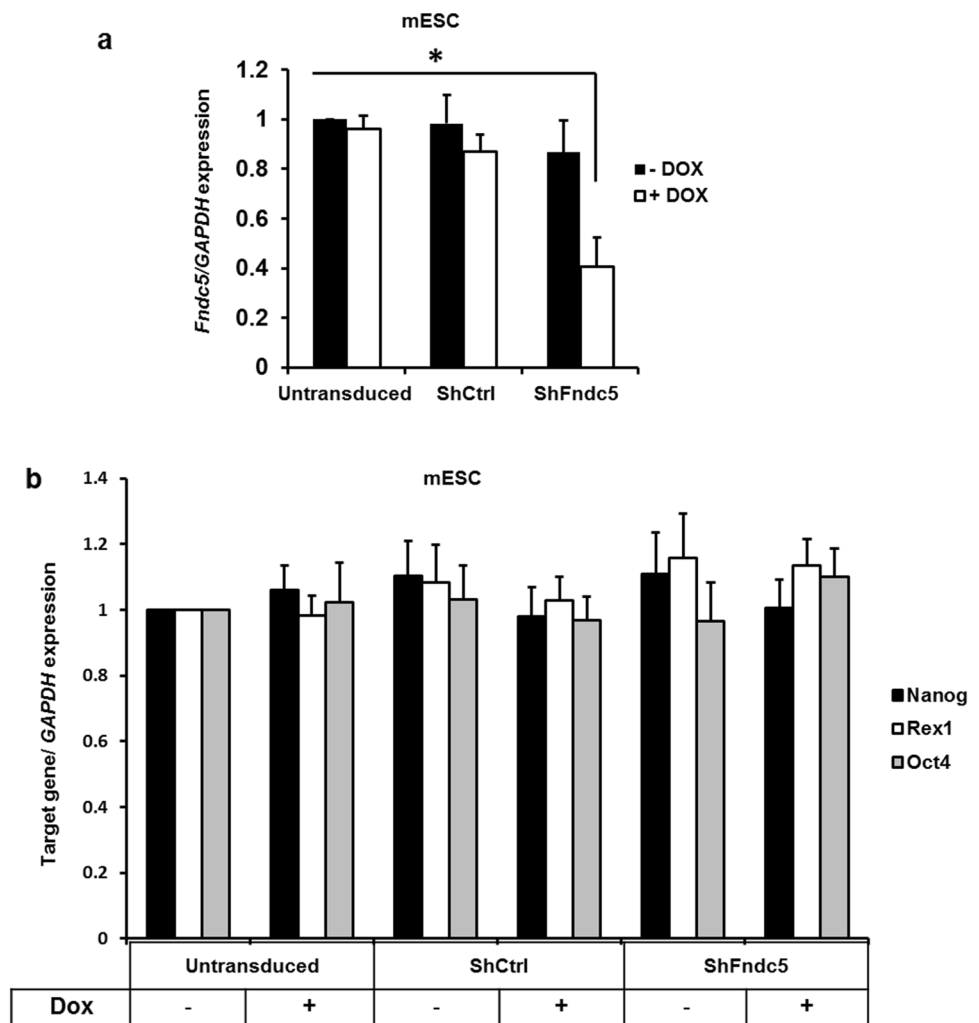 a
mESC
*
Fndc5/GAPDH expression
1.2
1
0.8
0.6
0.4
0.2
0
- DOX
+ DOX
Untransduced ShCtrl ShFndc5
b
mESC
Target gene/ GAPDH expression
1.4
1.2
1
0.8
0.6
0.4
0.2
0
Nanog
Rex1
Oct4
Untransduced ShCtrl ShFndc5
Dox - + - + - +